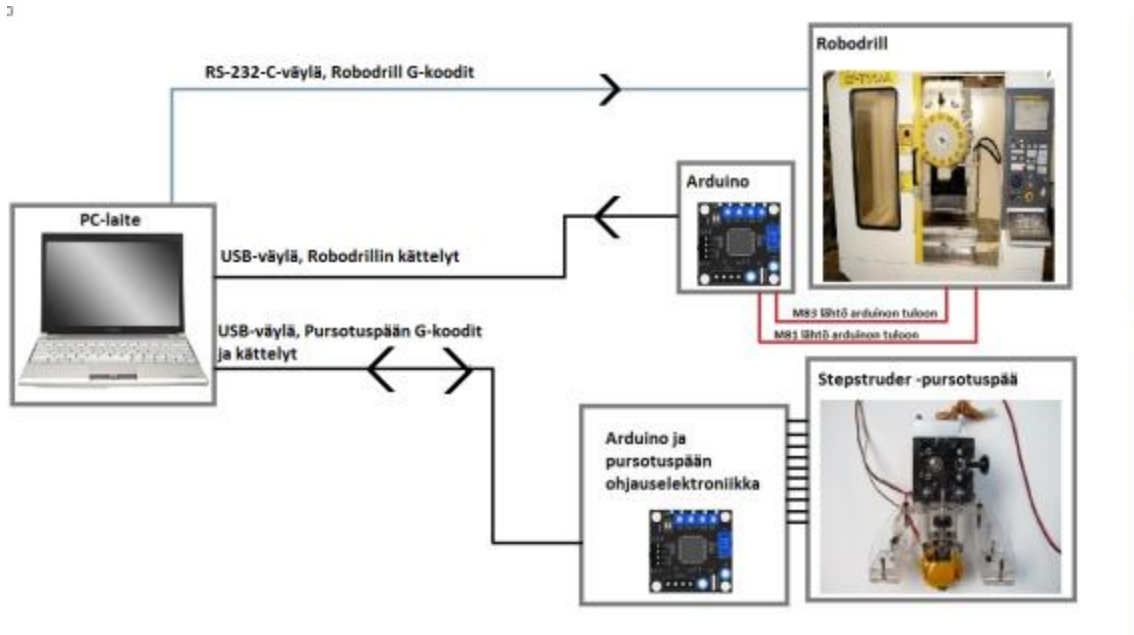 Robodrill
RS-232-C-väylä, Robodrill G-koodit
Arduino
PC-laite
USB-väylä, Robodrillin kättelyt
USB-väylä, Pursotuspään G-koodit
ja kättelyt
M83 lähtö arduinon tuloon
M81 lähtö arduinon tuloon
Stepstruder -pursotuspää
Arduino ja
pursotuspään
ohjauselektroniikka